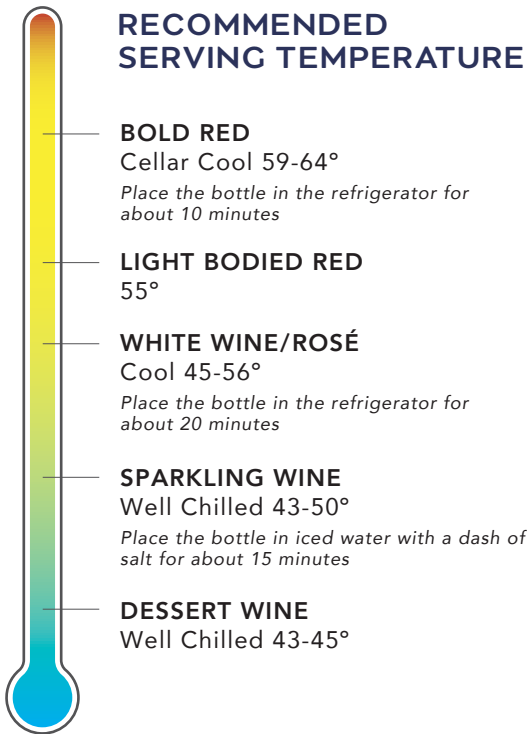 RECOMMENDED
SERVING TEMPERATURE
BOLD RED
Cellar Cool 59-64°
Place the bottle in the refrigerator for
about 10 minutes
LIGHT BODIED RED
55°
WHITE WINE/ROSÉ
Cool 45-56°
Place the bottle in the refrigerator for
about 20 minutes
SPARKLING WINE
Well Chilled 43-50°
Place the bottle in iced water with a dash of
salt for about 15 minutes
DESSERT WINE
Well Chilled 43-45°